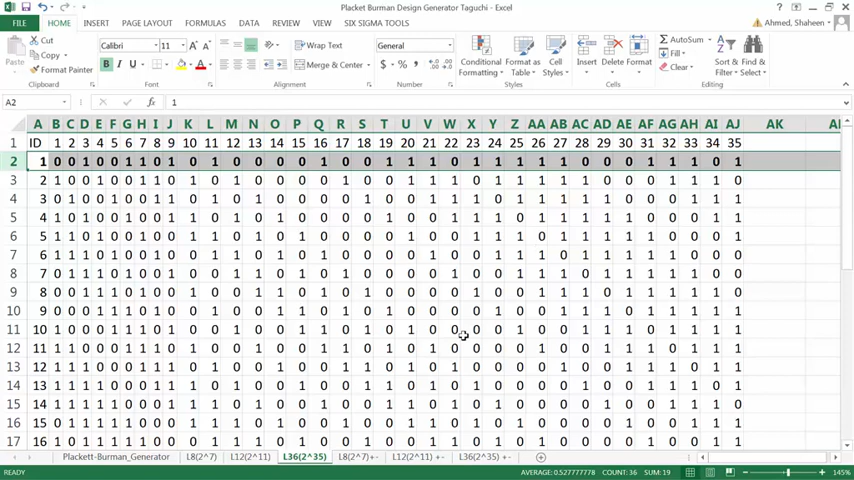 Placket Burman Design Generator Taguchi - Excel
FILE HOME INSERT PAGE LAYOUT FORMULAS DATA REVIEW VIEW SIX SIGMA TOOLS Ahmed, Shaheen
Cut
Copy
Format Painter
Paste
Calibri 11
B I U
Wrap Text
Merge & Center
General
$ % ,
Conditional Formatting
Format as Table
Cell Styles
Insert Delete Format
AutoSum
Fill
Clear
Sort & Filter
Find & Select
Clipboard Font Alignment Number Styles Cells Editing
A2 fx 1
A B C D E F G H I J K L M N O P Q R S T U V W X Y Z AA AB AC AD AE AF AG AH AI AJ AK
1 ID 1 2 3 4 5 6 7 8 9 10 11 12 13 14 15 16 17 18 19 20 21 22 23 24 25 26 27 28 29 30 31 32 33 34 35
2 1 0 0 1 0 0 1 1 0 1 0 1 0 0 0 0 1 0 0 1 1 1 0 1 1 1 1 1 0 0 0 1 1 1 0 1
3 2 1 0 0 1 0 0 1 1 0 1 0 1 0 0 0 0 1 0 0 1 1 1 0 1 1 1 1 1 0 0 0 1 1 1 0
4 3 0 1 0 0 1 0 0 1 1 0 1 0 1 0 0 0 0 1 0 0 1 1 1 0 1 1 1 1 1 0 0 0 1 1 1
5 4 1 0 1 0 0 1 0 0 1 1 0 1 0 1 0 0 0 0 1 0 0 1 1 1 0 1 1 1 1 1 0 0 0 1 1
6 5 1 1 0 1 0 0 1 0 0 1 1 0 1 0 1 0 0 0 0 1 0 0 1 1 1 0 1 1 1 1 1 0 0 0 1
7 6 1 1 1 0 1 0 0 1 0 0 1 1 0 1 0 1 0 0 0 0 1 0 0 1 1 1 0 1 1 1 1 1 0 0 0
8 7 0 1 1 1 0 1 0 0 1 0 0 1 1 0 1 0 1 0 0 0 0 1 0 0 1 1 1 0 1 1 1 1 1 0 0
9 8 0 0 1 1 1 0 1 0 0 1 0 0 1 1 0 1 0 1 0 0 0 0 1 0 0 1 1 1 0 1 1 1 1 1 0
10 9 0 0 0 1 1 1 0 1 0 0 1 0 0 1 1 0 1 0 1 0 0 0 0 1 0 0 1 1 1 0 1 1 1 1 1
11 10 1 0 0 0 1 1 1 0 1 0 0 1 0 0 1 1 0 1 0 1 0 0 0 0 1 0 0 1 1 1 0 1 1 1 1
12 11 1 1 0 0 0 1 1 1 0 1 0 0 1 0 0 1 1 0 1 0 1 0 0 0 0 1 0 0 1 1 1 0 1 1 1
13 12 1 1 1 0 0 0 1 1 1 0 1 0 0 1 0 0 1 1 0 1 0 1 0 0 0 0 1 0 0 1 1 1 0 1 1
14 13 1 1 1 1 0 0 0 1 1 1 0 1 0 0 1 0 0 1 1 0 1 0 1 0 0 0 0 1 0 0 1 1 1 0 1
15 14 1 1 1 1 1 0 0 0 1 1 1 0 1 0 0 1 0 0 1 1 0 1 0 1 0 0 0 0 1 0 0 1 1 1 0
16 15 0 1 1 1 1 1 0 0 0 1 1 1 0 1 0 0 1 0 0 1 1 0 1 0 1 0 0 0 0 1 0 0 1 1 1
17 16 1 0 1 1 1 1 1 0 0 0 1 1 1 0 1 0 0 1 0 0 1 1 0 1 0 1 0 0 0 0 1 0 0 1 1
Plackett-Burman_Generator L8(2^7) L12(2^11) L36(2^35) L8(2^7)+- L12(2^11) +- L36(2^35) +-
READY AVERAGE: 0.527777778 COUNT: 36 SUM: 19 145%